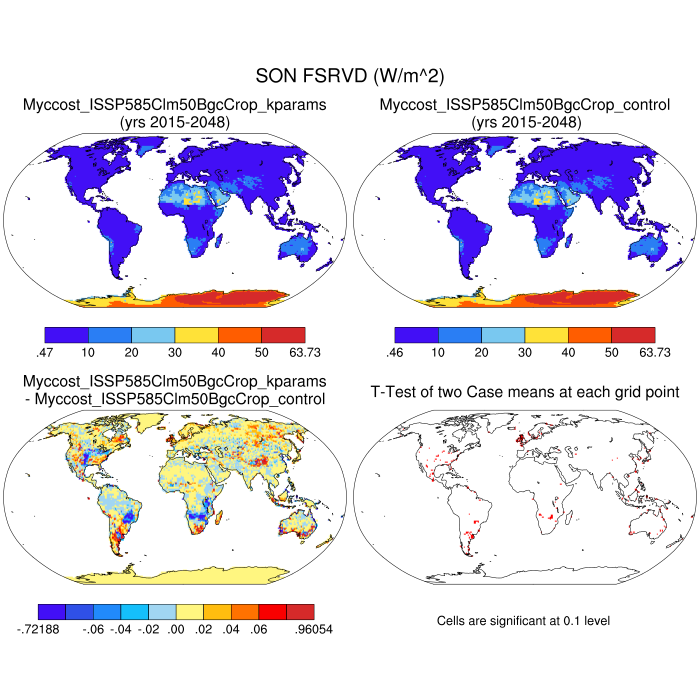 SON FSRVD (W/m^2)
Myccost_ISSP585Clm50BgcCrop_kparams
(yrs 2015-2048)
Myccost_ISSP585Clm50BgcCrop_control
(yrs 2015-2048)
.47 10 20 30 40 50 63.73
.46 10 20 30 40 50 63.73
Myccost_ISSP585Clm50BgcCrop_kparams
- Myccost_ISSP585Clm50BgcCrop_control
T-Test of two Case means at each grid point
-.72188 -.06 -.04 -.02 .00 .02 .04 .06 .96054
Cells are significant at 0.1 level